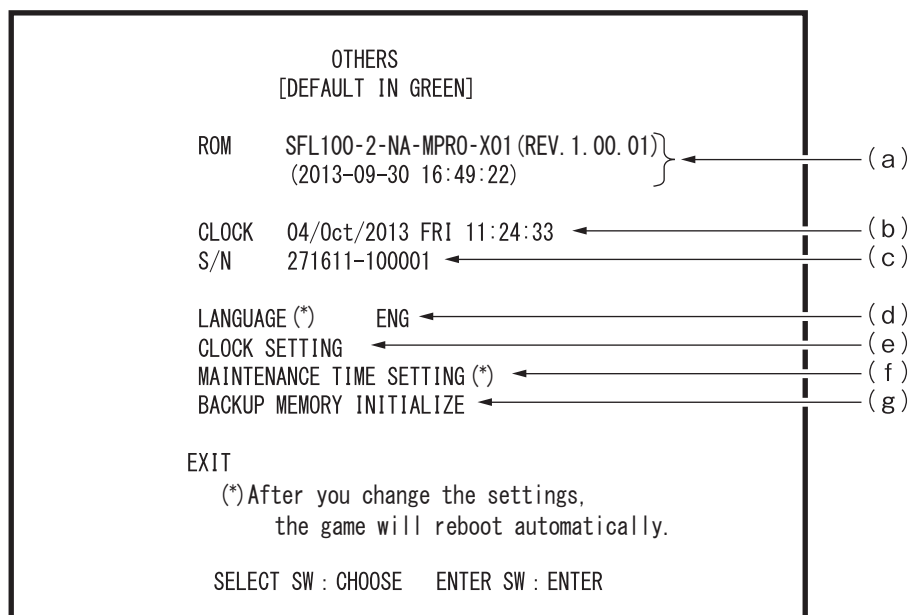 OTHERS
[DEFAULT IN GREEN]
ROM SFL100-2-NA-MPRO-X01(REV.1.00.01) (a)
(2013-09-30 16:49:22)
CLOCK 04/Oct/2013 FRI 11:24:33 (b)
S/N 271611-100001 (c)
LANGUAGE(*) ENG (d)
CLOCK SETTING (e)
MAINTENANCE TIME SETTING(*) (f)
BACKUP MEMORY INITIALIZE (g)
EXIT
(*)After you change the settings,
the game will reboot automatically.
SELECT SW : CHOOSE ENTER SW : ENTER